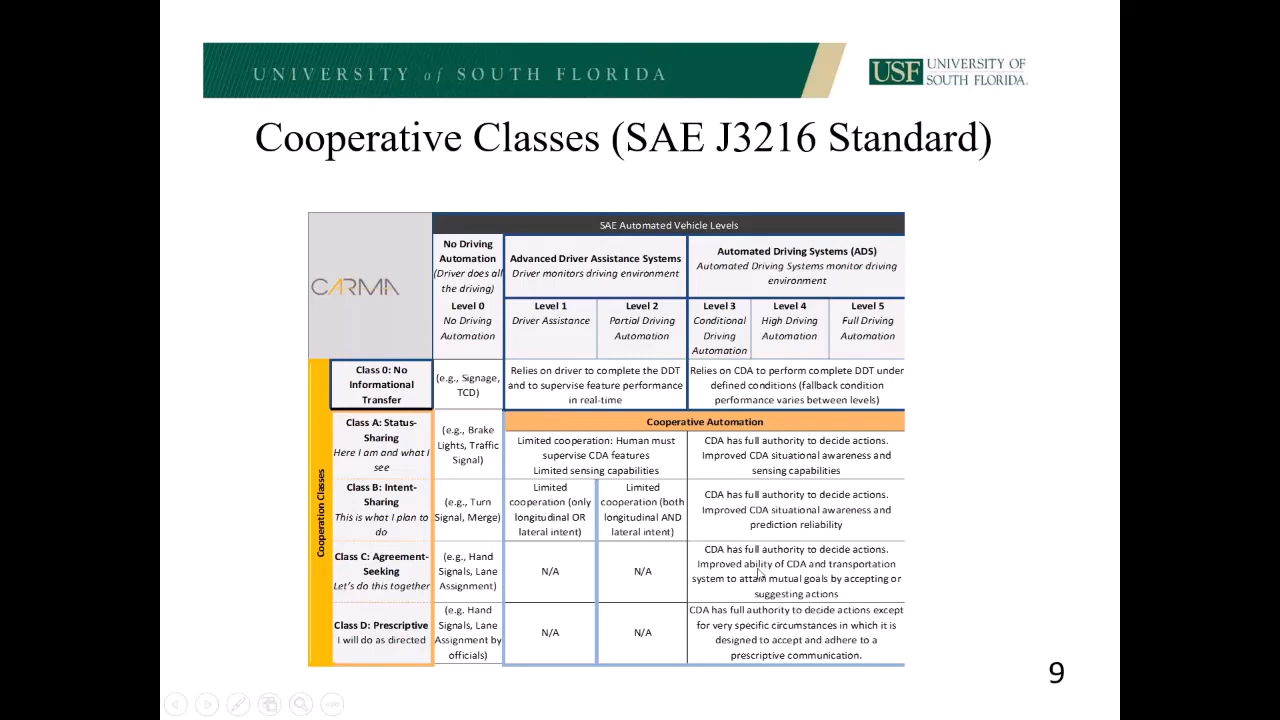 UNIVERSITY of SOUTH FLORIDA
USF UNIVERSITY OF
SOUTH FLORIDA.
Cooperative Classes (SAE J3216 Standard)
CARMA
SAE Automated Vehicle Levels
No Driving
Automation
(Driver does all
the driving)
Advanced Driver Assistance Systems
Driver monitors driving environment
Automated Driving Systems (ADS)
Automated Driving Systems monitor driving
environment
Level 0
No Driving
Automation
Level 1
Driver Assistance
Level 2
Partial Driving
Automation
Level 3
Conditional
Driving
Automation
Level 4
High Driving
Automation
Level 5
Full Driving
Automation
Cooperation Classes
Class 0: No
Informational
Transfer
(e.g., Signage,
TCD)
Relies on driver to complete the DDT
and to supervise feature performance
in real-time
Relies on CDA to perform complete DDT under
defined conditions (fallback condition
performance varies between levels)
Cooperative Automation
Class A: Status-
Sharing
Here I am and what I
see
(e.g., Brake
Lights, Traffic
Signal)
Limited cooperation: Human must
supervise CDA features
Limited sensing capabilities
CDA has full authority to decide actions.
Improved CDA situational awareness and
sensing capabilities
Class B: Intent-
Sharing
This is what I plan to
do
(e.g., Turn
Signal, Merge)
Limited
cooperation (only
longitudinal OR
lateral intent)
Limited
cooperation (both
longitudinal AND
lateral intent)
CDA has full authority to decide actions.
Improved CDA situational awareness and
prediction reliability
Class C: Agreement-
Seeking
Let's do this together
(e.g., Hand
Signals, Lane
Assignment)
N/A
N/A
CDA has full authority to decide actions.
Improved ability of CDA and transportation
system to attain mutual goals by accepting or
suggesting actions
Class D: Prescriptive
I will do as directed
(e.g. Hand
Signals, Lane
Assignment by
officials)
N/A
N/A
CDA has full authority to decide actions except
for very specific circumstances in which it is
designed to accept and adhere to a
prescriptive communication.
9